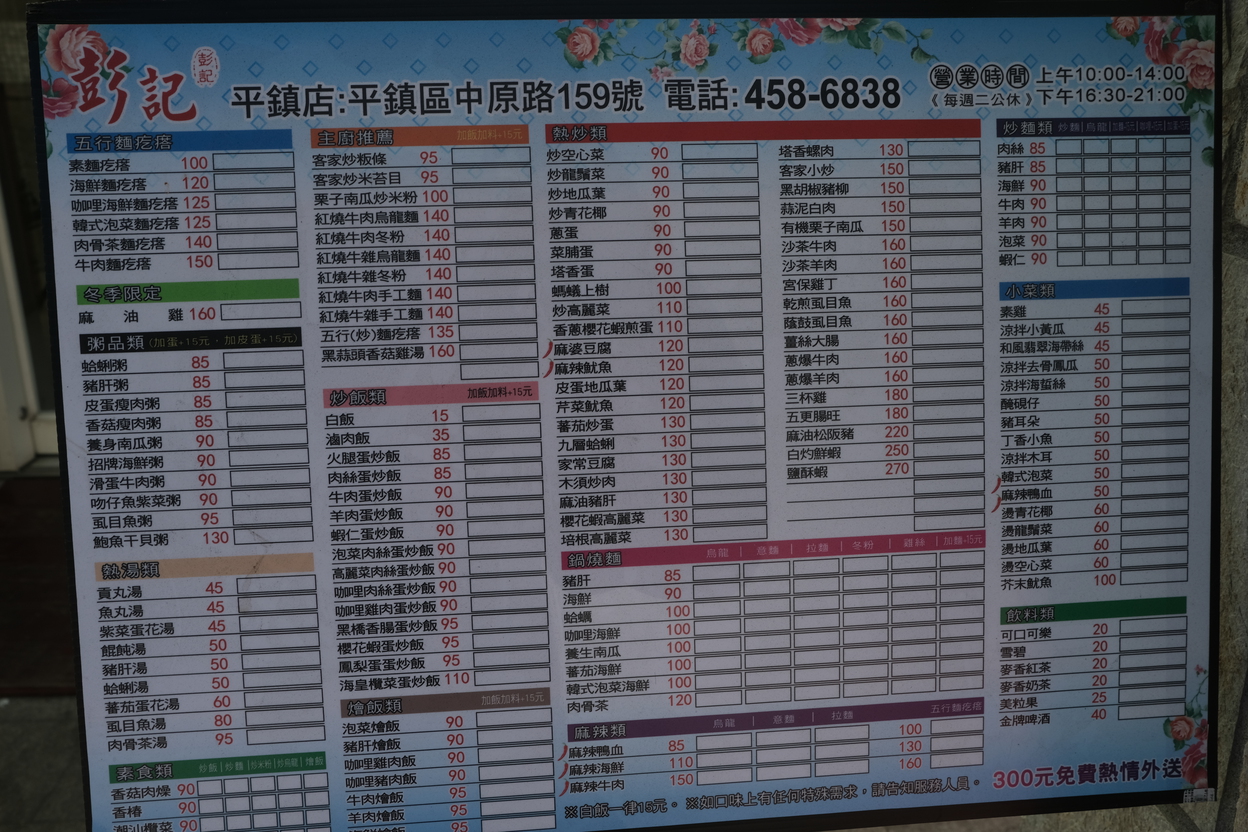 彭記
彭記
平鎮店:平鎮區中原路159號 電話:458-6838
營業時間 上午10:00-14:00
《每週二公休》 下午16:30-21:00
五行麵疙瘩
素麵疙瘩 100
海鮮麵疙瘩 120
咖哩海鮮麵疙瘩 125
韓式泡菜麵疙瘩 125
肉骨茶麵疙瘩 140
牛肉麵疙瘩 150
冬季限定
麻油雞 160
粥品類(加蛋+15元、加皮蛋+15元)
蛤蜊粥 85
豬肝粥 85
皮蛋瘦肉粥 85
香菇瘦肉粥 85
養身南瓜粥 90
招牌海鮮粥 90
滑蛋牛肉粥 90
吻仔魚紫菜粥 90
虱目魚粥 95
鮑魚干貝粥 130
熱湯類
貢丸湯 45
魚丸湯 45
紫菜蛋花湯 45
餛飩湯 50
豬肝湯 50
蛤蜊湯 50
蕃茄蛋花湯 60
虱目魚湯 80
肉骨茶湯 95
素食類 炒飯 炒麵 炒米粉 炒烏龍 燴飯
香菇肉燥 90
香椿 90
潮汕欖菜 90
主廚推薦 加飯加料+15元
客家炒粄條 95
客家炒米苔目 95
栗子南瓜炒米粉 100
紅燒牛肉烏龍麵 140
紅燒牛肉冬粉 140
紅燒牛雜烏龍麵 140
紅燒牛雜冬粉 140
紅燒牛肉手工麵 140
紅燒牛雜手工麵 140
五行(炒)麵疙瘩 135
黑蒜頭香菇雞湯 160
炒飯類 加飯加料+15元
白飯 15
滷肉飯 35
火腿蛋炒飯 85
肉絲蛋炒飯 85
牛肉蛋炒飯 90
羊肉蛋炒飯 90
蝦仁蛋炒飯 90
泡菜肉絲蛋炒飯 90
高麗菜肉絲蛋炒飯 90
咖哩肉絲蛋炒飯 90
咖哩雞肉蛋炒飯 90
黑橋香腸蛋炒飯 95
櫻花蝦蛋炒飯 95
鳳梨蛋蛋炒飯 95
海皇欖菜蛋炒飯 110
燴飯類 加飯加料+15元
泡菜燴飯 90
豬肝燴飯 90
咖哩雞肉飯 90
咖哩豬肉飯 90
牛肉燴飯 95
羊肉燴飯 95
海鮮燴飯 95
熱炒類
炒空心菜 90
炒龍鬚菜 90
炒地瓜葉 90
炒青花椰 90
蔥蛋 90
菜脯蛋 90
塔香蛋 90
螞蟻上樹 100
炒高麗菜 110
香蔥櫻花蝦煎蛋 110
麻婆豆腐 120
麻辣魷魚 120
皮蛋地瓜葉 120
芹菜魷魚 120
蕃茄炒蛋 120
九層蛤蜊 130
家常豆腐 130
木須炒肉 130
麻油豬肝 130
櫻花蝦高麗菜 130
培根高麗菜 130
塔香螺肉 130
客家小炒 150
黑胡椒豬柳 150
蒜泥白肉 150
有機栗子南瓜 150
沙茶牛肉 160
沙茶羊肉 160
宮保雞丁 160
乾煎虱目魚 160
蔭鼓虱目魚 160
薑絲大腸 160
蔥爆牛肉 160
蔥爆羊肉 160
三杯雞 180
五更腸旺 180
麻油松阪豬 220
白灼鮮蝦 250
鹽酥蝦 270
鍋燒麵 烏龍 意麵 拉麵 冬粉 雞絲 加麵+15元
豬肝 85
海鮮 90
蛤蠣 100
咖哩海鮮 100
養生南瓜 100
蕃茄海鮮 100
韓式泡菜海鮮 100
肉骨茶 120
麻辣類 烏龍 意麵 拉麵 五行麵疙瘩
麻辣鴨血 85 100
麻辣海鮮 110 130
麻辣牛肉 150 160
※白飯一律15元。 ※如口味上有任何特殊需求，請告知服務人員。
炒麵類 炒麵 烏龍
肉絲 85
豬肝 85
海鮮 90
牛肉 90
羊肉 90
泡菜 90
蝦仁 90
小菜類
素雞 45
涼拌小黃瓜 45
和風翡翠海帶絲 45
涼拌去骨鳳瓜 50
涼拌海蜇絲 50
醃硯仔 50
豬耳朵 50
丁香小魚 50
涼拌木耳 50
韓式泡菜 50
麻辣鴨血 50
燙青花椰 60
燙龍鬚菜 60
燙地瓜葉 60
燙空心菜 60
芥末魷魚 100
飲料類
可口可樂 20
雪碧 20
麥香紅茶 20
麥香奶茶 20
美粒果 25
金牌啤酒 40
300元免費熱情外送